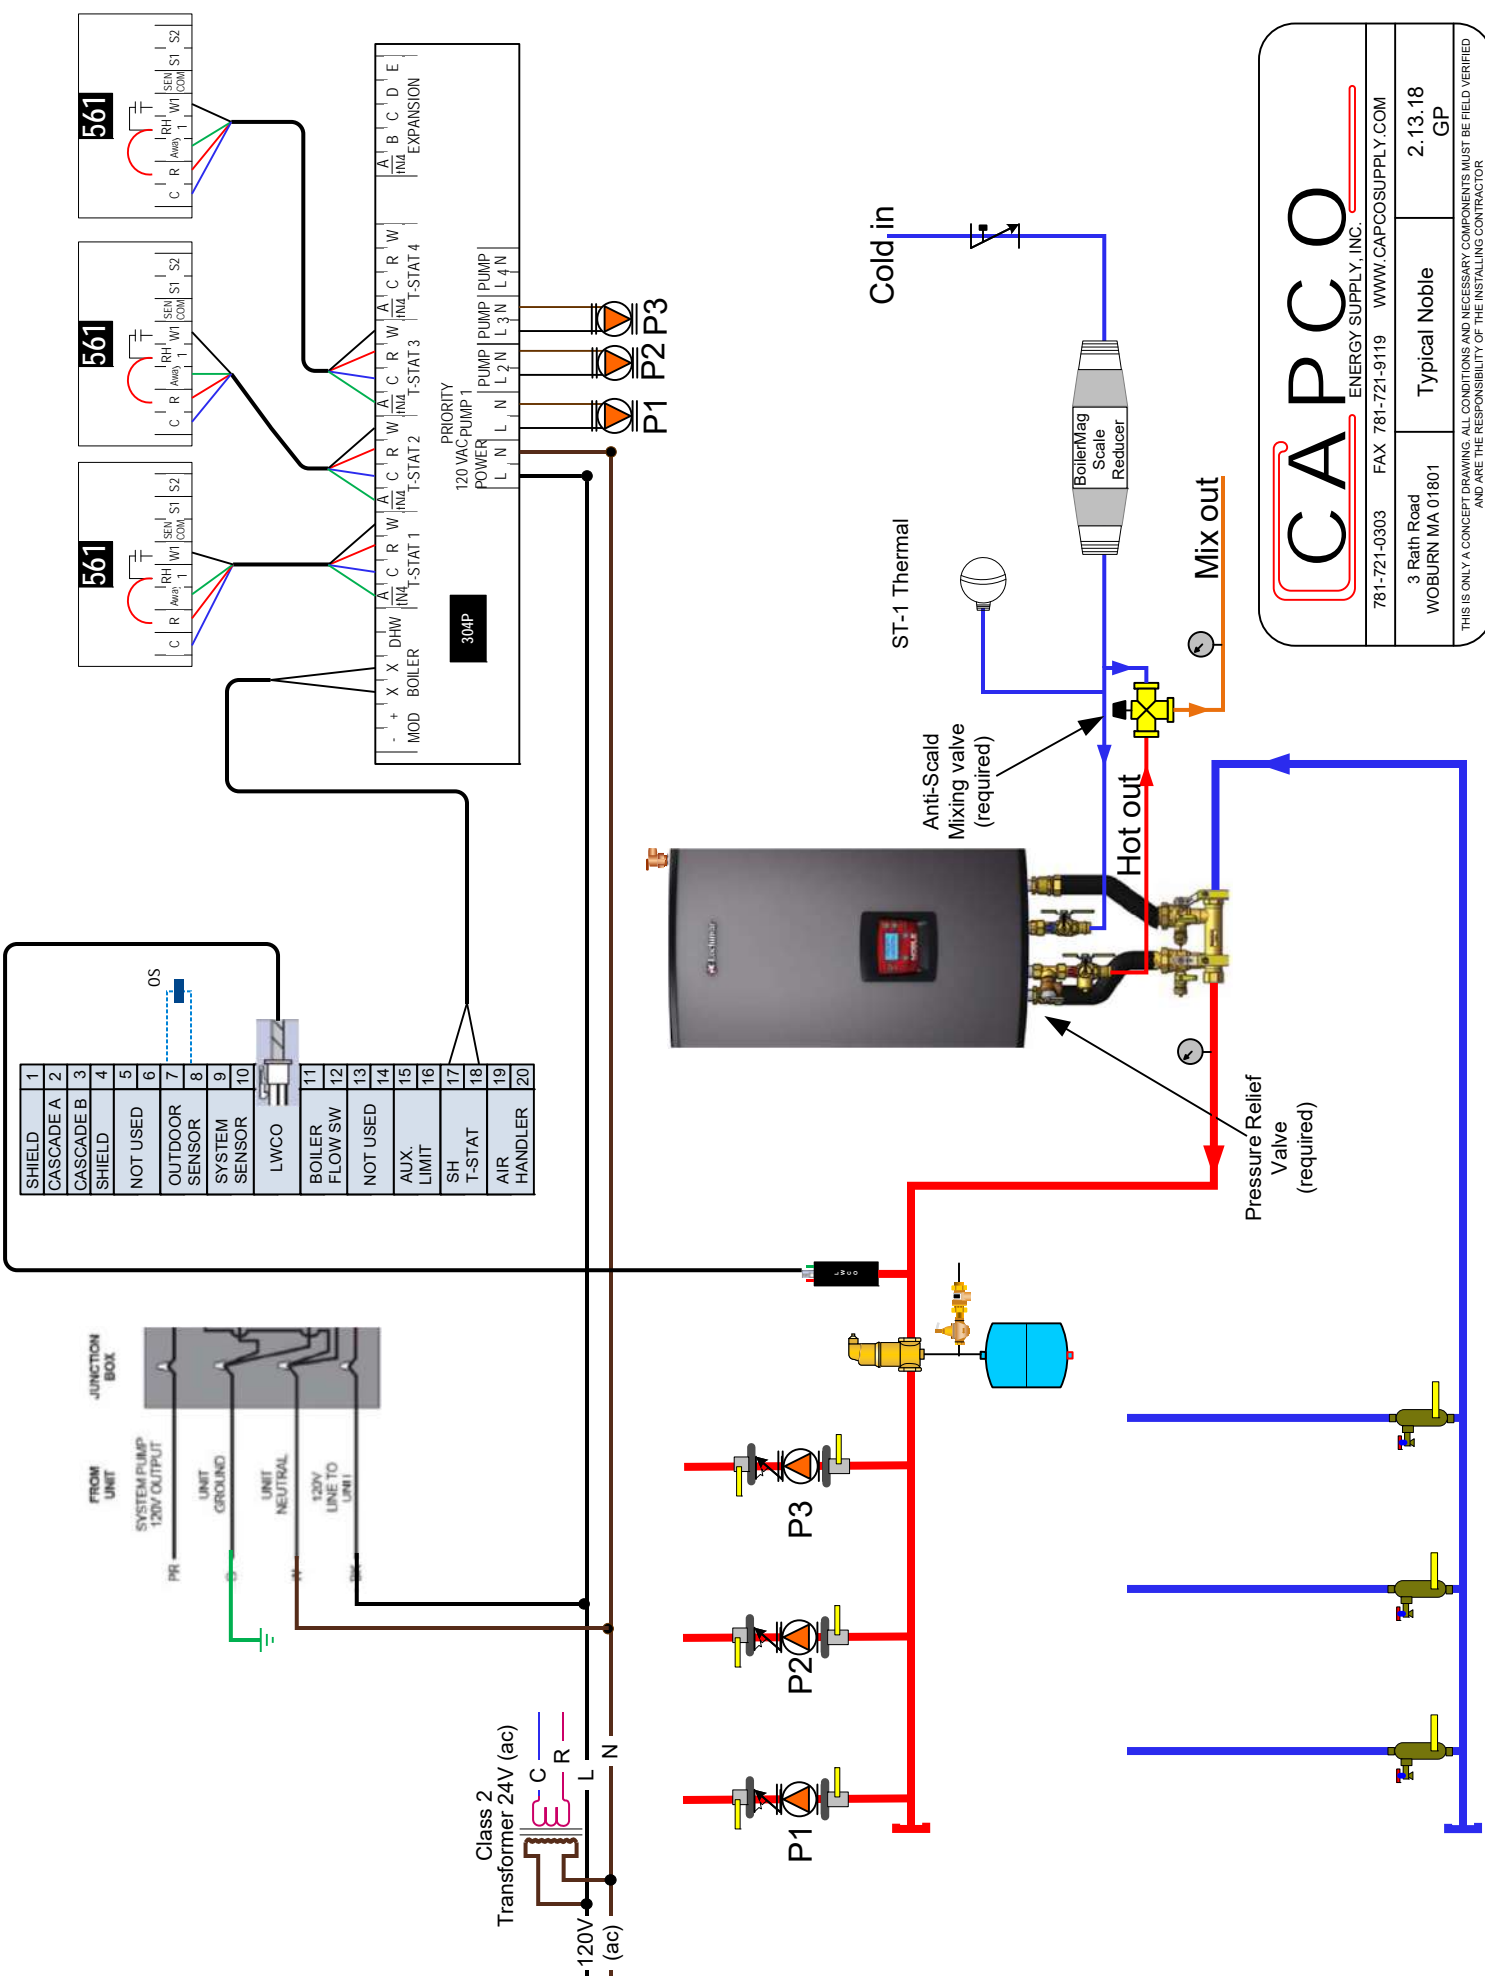 561
C
R
Away
RH
1
W1
SEN
COM
S1
S2
561
C
R
Away
RH
1
W1
SEN
COM
S1
S2
561
C
R
Away
RH
1
W1
SEN
COM
S1
S2
- + X X DHW
MOD BOILER
A C R W
tN4 T-STAT 1
A C R W
tN4 T-STAT 2
A C R W
tN4 T-STAT 3
A C R W
tN4 T-STAT 4
A B C D E
tN4 EXPANSION
304P
120 VAC
POWER
L N
PRIORITY
PUMP 1
L N
PUMP
L 2 N
PUMP
L 3 N
PUMP
L 4 N
P1
P2
P3
SHIELD 1
CASCADE A 2
CASCADE B 3
SHIELD 4
NOT USED 5
6
OUTDOOR 7
SENSOR 8
SYSTEM 9
SENSOR 10
LWCO
BOILER 11
FLOW SW 12
NOT USED 13
14
AUX. 15
LIMIT 16
SH 17
T-STAT 18
AIR 19
HANDLER 20
OS
FROM
UNIT
JUNCTION
BOX
SYSTEM PUMP
120V OUTPUT
UNIT
GROUND
UNIT
NEUTRAL
120V
LINE TO
UNIT
PR
G
W
BK
Class 2
Transformer 24V (ac)
C
R
L
N
120V
(ac)
LWCO
P1
P2
P3
Lochinvar
NOBLE
Pressure Relief
Valve
(required)
Anti-Scald
Mixing valve
(required)
Hot out
Mix out
ST-1 Thermal
Cold in
BoilerMag
Scale
Reducer
CAPCO
ENERGY SUPPLY, INC.
781-721-0303 FAX 781-721-9119 WWW.CAPCOSUPPLY.COM
3 Rath Road
WOBURN MA 01801
Typical Noble
2.13.18
GP
THIS IS ONLY A CONCEPT DRAWING. ALL CONDITIONS AND NECESSARY COMPONENTS MUST BE FIELD VERIFIED
AND ARE THE RESPONSIBILITY OF THE INSTALLING CONTRACTOR